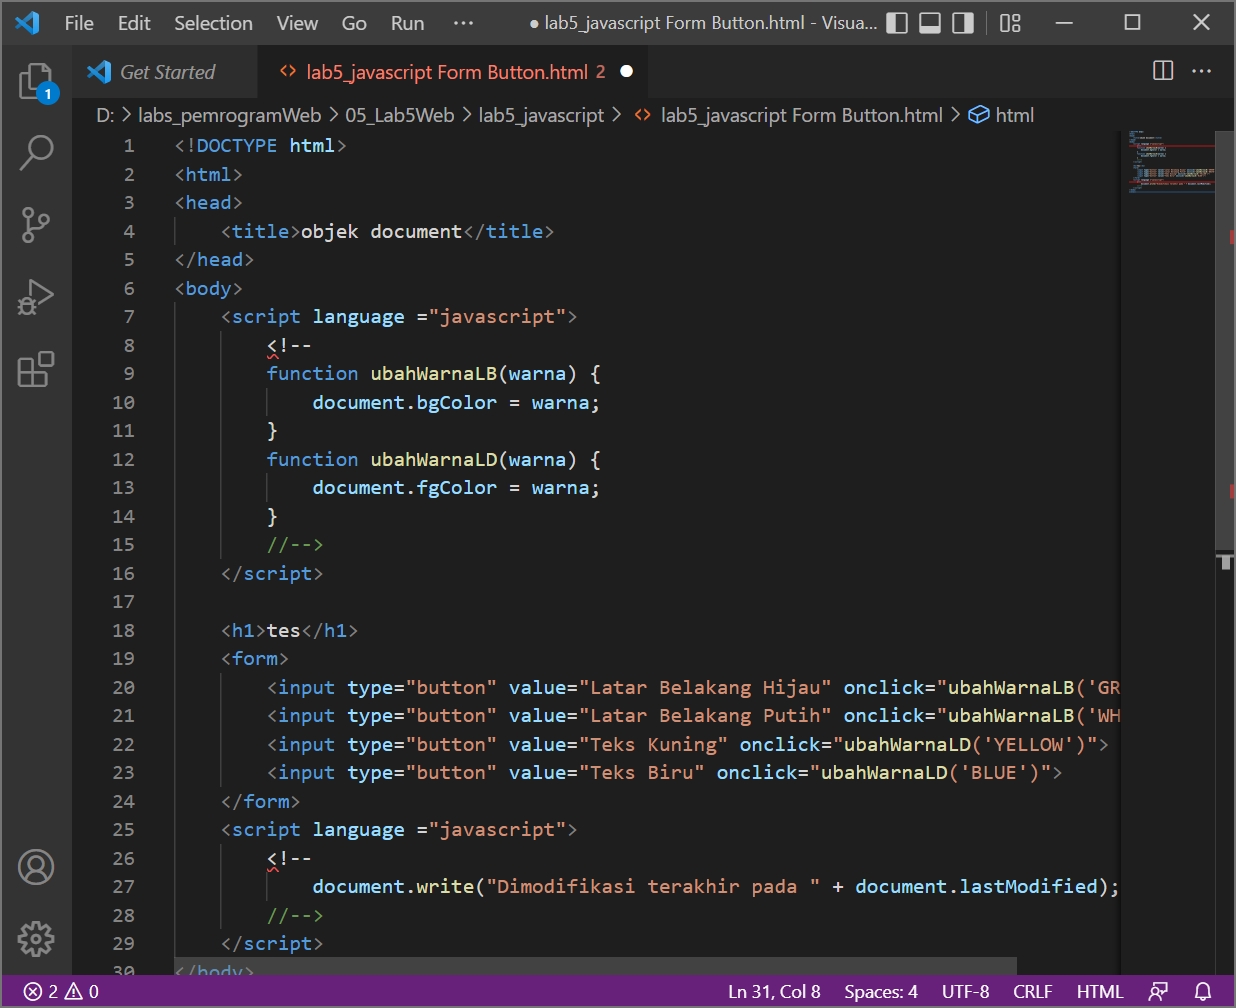 File Edit Selection View Go Run ··· ● lab5_javascript Form Button.html - Visua...
Get Started <> lab5_javascript Form Button.html 2 ● ···
1
D: > labs_pemrogramWeb > 05_Lab5Web > lab5_javascript > <> lab5_javascript Form Button.html > html
1 <!DOCTYPE html>
2 <html>
3 <head>
4 <title>objek document</title>
5 </head>
6 <body>
7 <script language ="javascript">
8 <!--
9 function ubahWarnaLB(warna) {
10 document.bgColor = warna;
11 }
12 function ubahWarnaLD(warna) {
13 document.fgColor = warna;
14 }
15 //-->
16 </script>
17
18 <h1>tes</h1>
19 <form>
20 <input type="button" value="Latar Belakang Hijau" onclick="ubahWarnaLB('GR
21 <input type="button" value="Latar Belakang Putih" onclick="ubahWarnaLB('WH
22 <input type="button" value="Teks Kuning" onclick="ubahWarnaLD('YELLOW')">
23 <input type="button" value="Teks Biru" onclick="ubahWarnaLD('BLUE')">
24 </form>
25 <script language ="javascript">
26 <!--
27 document.write("Dimodifikasi terakhir pada " + document.lastModified);
28 //-->
29 </script>
30 </body>
2 0 Ln 31, Col 8 Spaces: 4 UTF-8 CRLF HTML